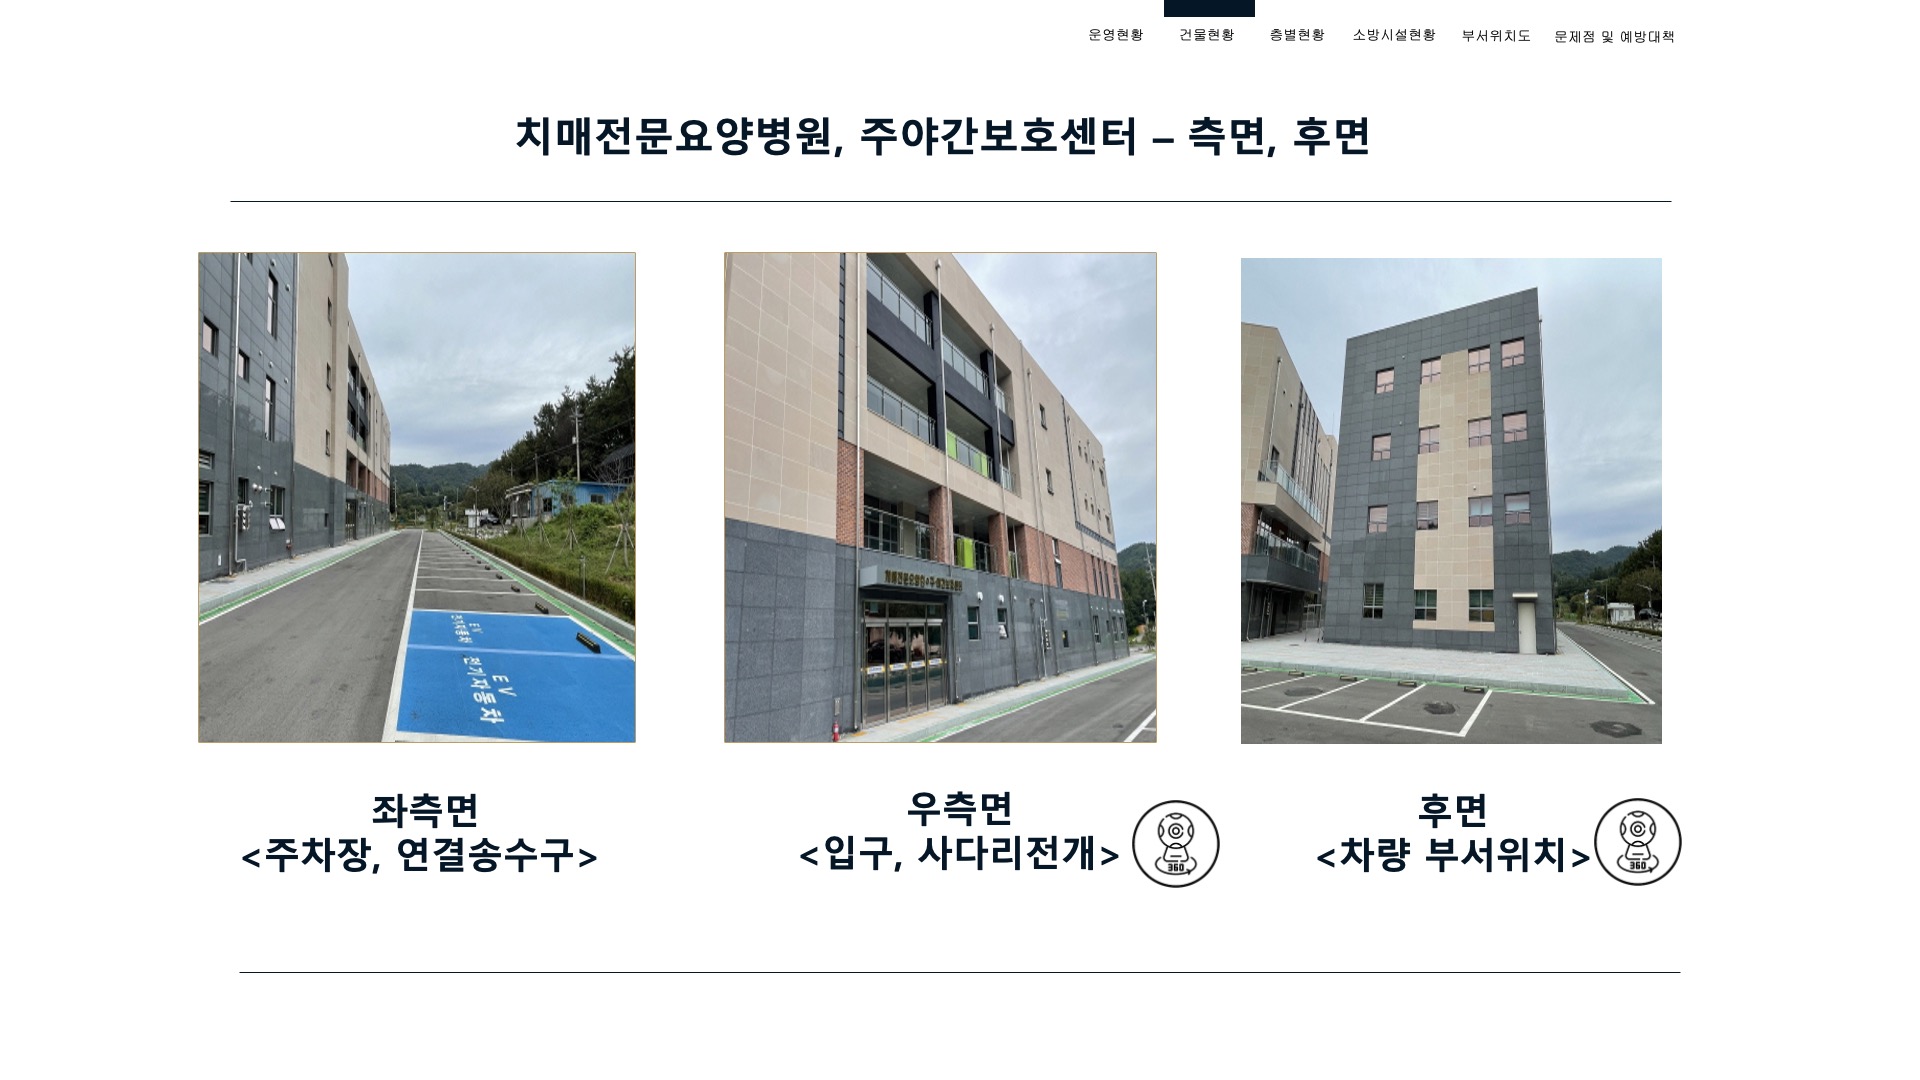 운영현황 건물현황 층별현황 소방시설현황 부서위치도 문제점 및 예방대책
치매전문요양병원, 주야간보호센터 – 측면, 후면
EV
전기자동차
EV
전기자동차
좌측면
<주차장, 연결송수구>
우측면
<입구, 사다리전개>
360
후면
<차량 부서위치>
360